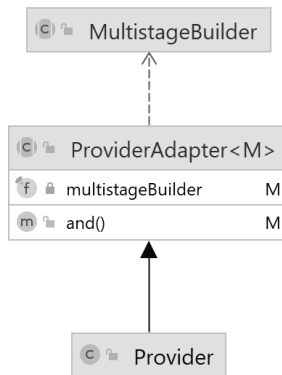 C MultistageBuilder
C ProviderAdapter<M>
f multistageBuilder M
m and() M
C Provider